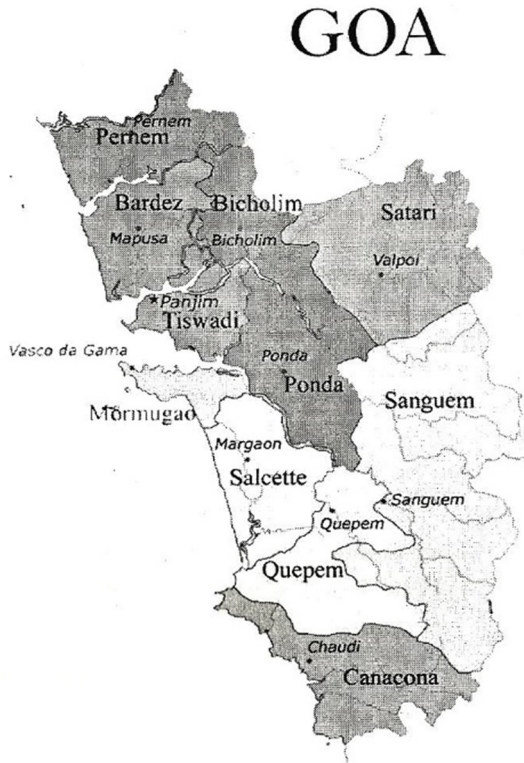 GOA
Pernem
Pernem
Bardez
Bicholim
Satari
Mapusa
Bicholim
Valpoi
Panjim
Tiswadi
Vasco da Gama
Ponda
Ponda
Sanguem
Mormugao
Margaon
Salcette
Sanguem
Quepem
Quepem
Chaudi
Canacona